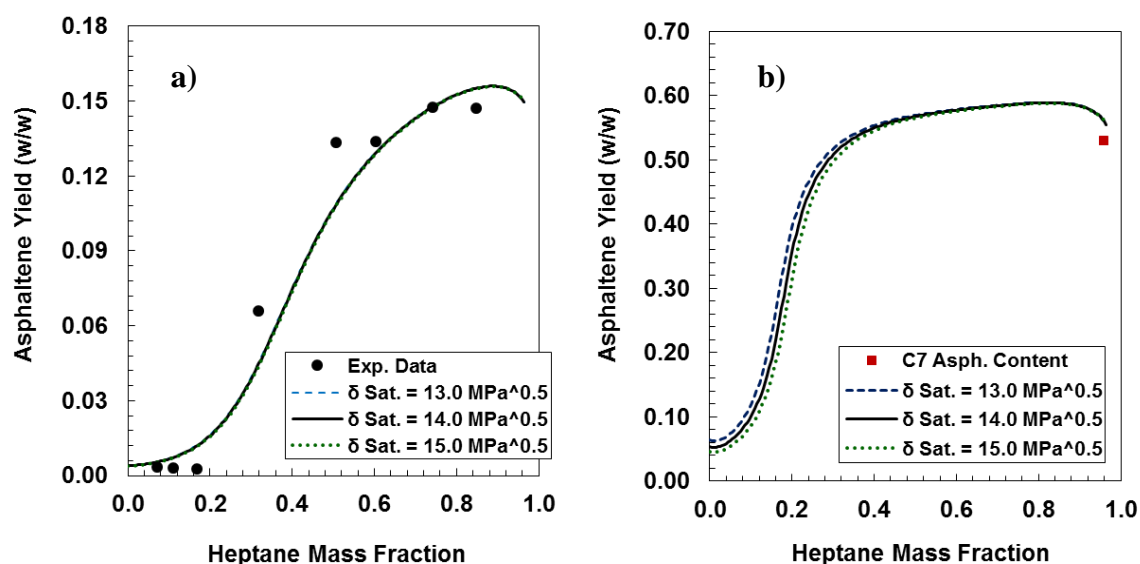 0.18
0.15
0.12
0.09
0.06
0.03
0.00
Asphaltene Yield (w/w)
a)
Exp. Data
δ Sat. = 13.0 MPa^0.5
δ Sat. = 14.0 MPa^0.5
δ Sat. = 15.0 MPa^0.5
0.0 0.2 0.4 0.6 0.8 1.0
Heptane Mass Fraction
0.70
0.60
0.50
0.40
0.30
0.20
0.10
0.00
Asphaltene Yield (w/w)
b)
C7 Asph. Content
δ Sat. = 13.0 MPa^0.5
δ Sat. = 14.0 MPa^0.5
δ Sat. = 15.0 MPa^0.5
0.0 0.2 0.4 0.6 0.8 1.0
Heptane Mass Fraction